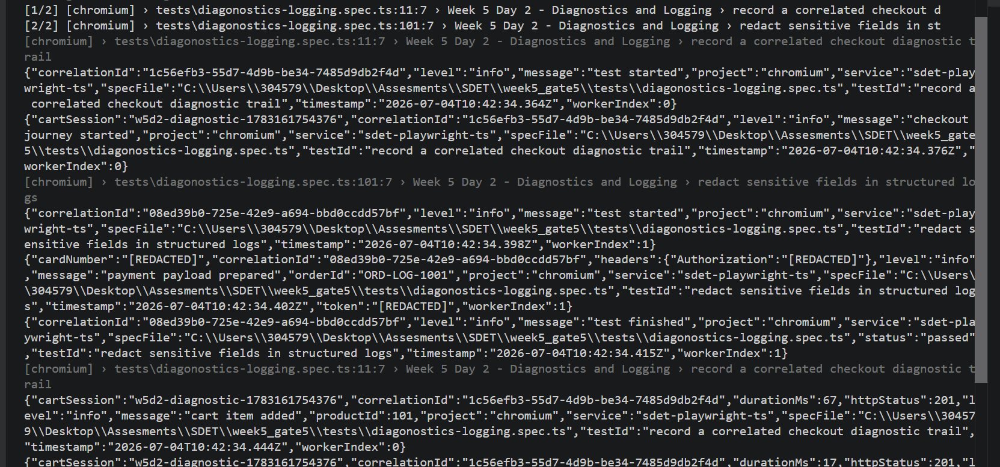 [1/2] [chromium] › tests\diagonostics-logging.spec.ts:11:7 › Week 5 Day 2 - Diagnostics and Logging › record a correlated checkout d
[2/2] [chromium] › tests\diagonostics-logging.spec.ts:101:7 › Week 5 Day 2 - Diagnostics and Logging › redact sensitive fields in st
[chromium] › tests\diagonostics-logging.spec.ts:11:7 › Week 5 Day 2 - Diagnostics and Logging › record a correlated checkout diagnostic t
rail
{"correlationId":"1c56efb3-55d7-4d9b-be34-7485d9db2f4d","level":"info","message":"test started","project":"chromium","service":"sdet-play
wright-ts","specFile":"C:\\Users\\304579\\Desktop\\Assesments\\SDET\\week5_gate5\\tests\\diagonostics-logging.spec.ts","testId":"record a
 correlated checkout diagnostic trail","timestamp":"2026-07-04T10:42:34.364Z","workerIndex":0}
{"cartSession":"w5d2-diagnostic-1783161754376","correlationId":"1c56efb3-55d7-4d9b-be34-7485d9db2f4d","level":"info","message":"checkout 
journey started","project":"chromium","service":"sdet-playwright-ts","specFile":"C:\\Users\\304579\\Desktop\\Assesments\\SDET\\week5_gate
5\\tests\\diagonostics-logging.spec.ts","testId":"record a correlated checkout diagnostic trail","timestamp":"2026-07-04T10:42:34.376Z","
workerIndex":0}
[chromium] › tests\diagonostics-logging.spec.ts:101:7 › Week 5 Day 2 - Diagnostics and Logging › redact sensitive fields in structured lo
gs
{"correlationId":"08ed39b0-725e-42e9-a694-bbd0ccdd57bf","level":"info","message":"test started","project":"chromium","service":"sdet-play
wright-ts","specFile":"C:\\Users\\304579\\Desktop\\Assesments\\SDET\\week5_gate5\\tests\\diagonostics-logging.spec.ts","testId":"redact s
ensitive fields in structured logs","timestamp":"2026-07-04T10:42:34.398Z","workerIndex":1}
{"cardNumber":"[REDACTED]","correlationId":"08ed39b0-725e-42e9-a694-bbd0ccdd57bf","headers":{"Authorization":"[REDACTED]"},"level":"info"
,"message":"payment payload prepared","orderId":"ORD-LOG-1001","project":"chromium","service":"sdet-playwright-ts","specFile":"C:\\Users\
\304579\\Desktop\\Assesments\\SDET\\week5_gate5\\tests\\diagonostics-logging.spec.ts","testId":"redact sensitive fields in structured log
s","timestamp":"2026-07-04T10:42:34.402Z","token":"[REDACTED]","workerIndex":1}
{"correlationId":"08ed39b0-725e-42e9-a694-bbd0ccdd57bf","level":"info","message":"test finished","project":"chromium","service":"sdet-pla
ywright-ts","specFile":"C:\\Users\\304579\\Desktop\\Assesments\\SDET\\week5_gate5\\tests\\diagonostics-logging.spec.ts","status":"passed"
,"testId":"redact sensitive fields in structured logs","timestamp":"2026-07-04T10:42:34.415Z","workerIndex":1}
[chromium] › tests\diagonostics-logging.spec.ts:11:7 › Week 5 Day 2 - Diagnostics and Logging › record a correlated checkout diagnostic t
rail
{"cartSession":"w5d2-diagnostic-1783161754376","correlationId":"1c56efb3-55d7-4d9b-be34-7485d9db2f4d","durationMs":67,"httpStatus":201,"l
evel":"info","message":"cart item added","productId":101,"project":"chromium","service":"sdet-playwright-ts","specFile":"C:\\Users\\30457
9\\Desktop\\Assesments\\SDET\\week5_gate5\\tests\\diagonostics-logging.spec.ts","testId":"record a correlated checkout diagnostic trail",
"timestamp":"2026-07-04T10:42:34.444Z","workerIndex":0}
{"cartSession":"w5d2-diagnostic-1783161754376","correlationId":"1c56efb3-55d7-4d9b-be34-7485d9db2f4d","durationMs":17,"httpStatus":201,"l